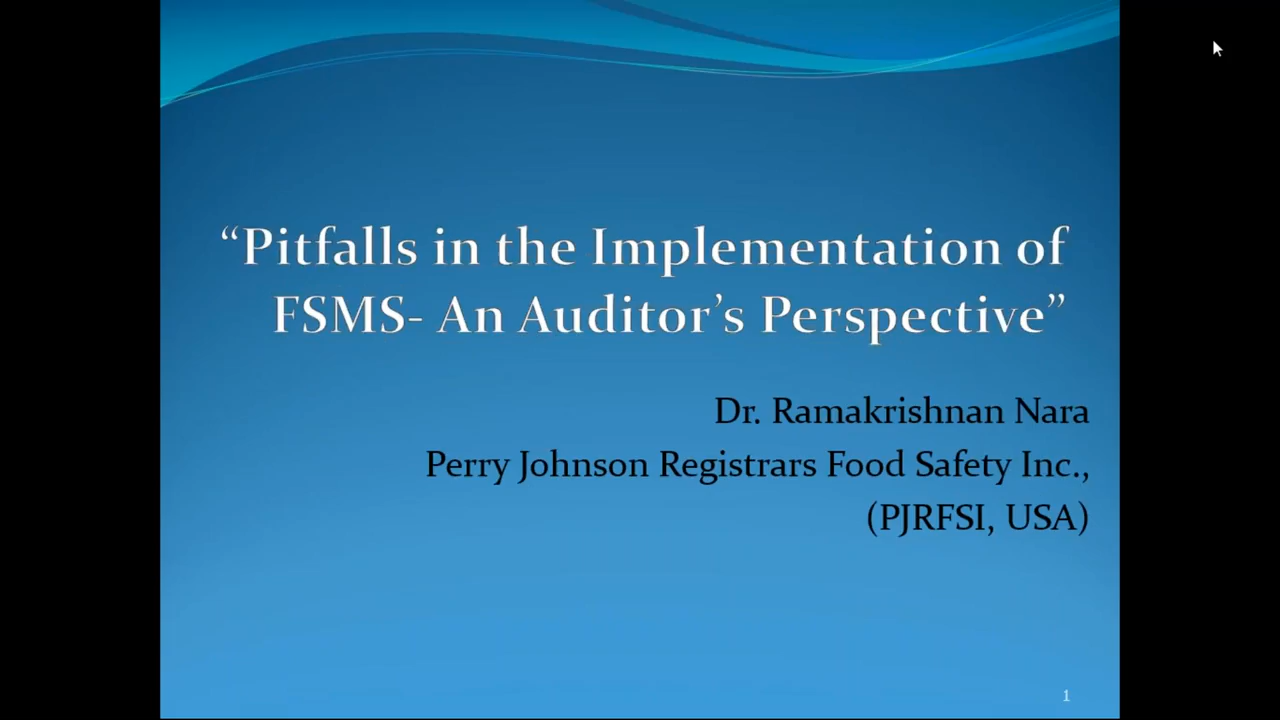 “Pitfalls in the Implementation of
FSMS- An Auditor’s Perspective”
Dr. Ramakrishnan Nara
Perry Johnson Registrars Food Safety Inc.,
(PJRFSI, USA)
1